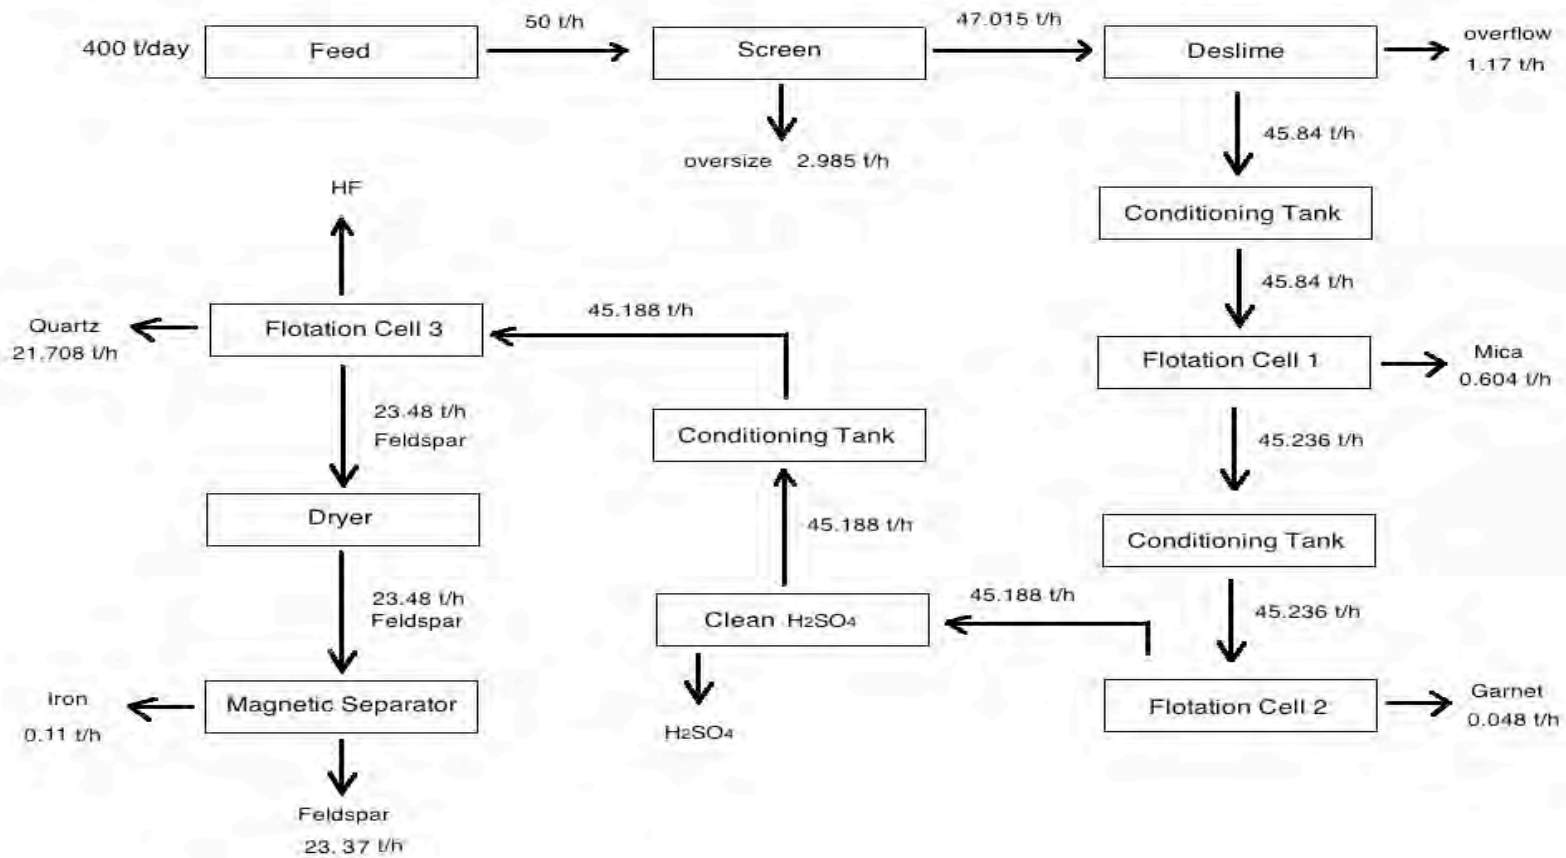 50 t/h
47.015 t/h
400 t/day
Feed
Screen
Deslime
overflow
1.17 t/h
oversize 2.985 t/h
45.84 t/h
HF
Conditioning Tank
45.84 t/h
Quartz
21.708 t/h
Flotation Cell 3
45.188 t/h
Flotation Cell 1
Mica
0.604 t/h
23.48 t/h
Feldspar
Conditioning Tank
45.236 t/h
Dryer
45.188 t/h
Conditioning Tank
23.48 t/h
Feldspar
Clean H2SO4
45.188 t/h
45.236 t/h
Iron
0.11 t/h
Magnetic Separator
H2SO4
Flotation Cell 2
Garnet
0.048 t/h
Feldspar
23. 37 t/h